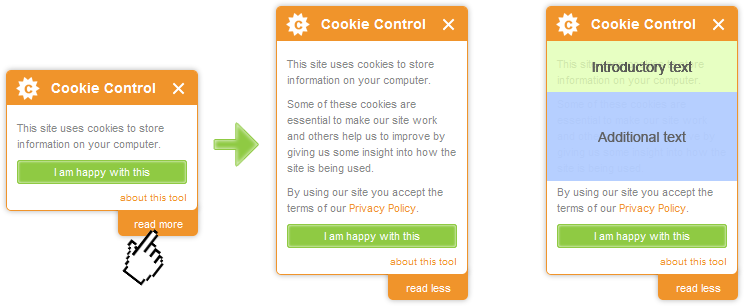 C Cookie Control
This site uses cookies to store
information on your computer.
I am happy with this
about this tool
read more
C Cookie Control
This site uses cookies to store
information on your computer.
Some of these cookies are
essential to make our site work
and others help us to improve by
giving us some insight into how the
site is being used.
By using our site you accept the
terms of our Privacy Policy.
I am happy with this
about this tool
read less
C Cookie Control
Introductory text
information on your computer.
Additional text
By using our site you accept the
terms of our Privacy Policy.
I am happy with this
about this tool
read less